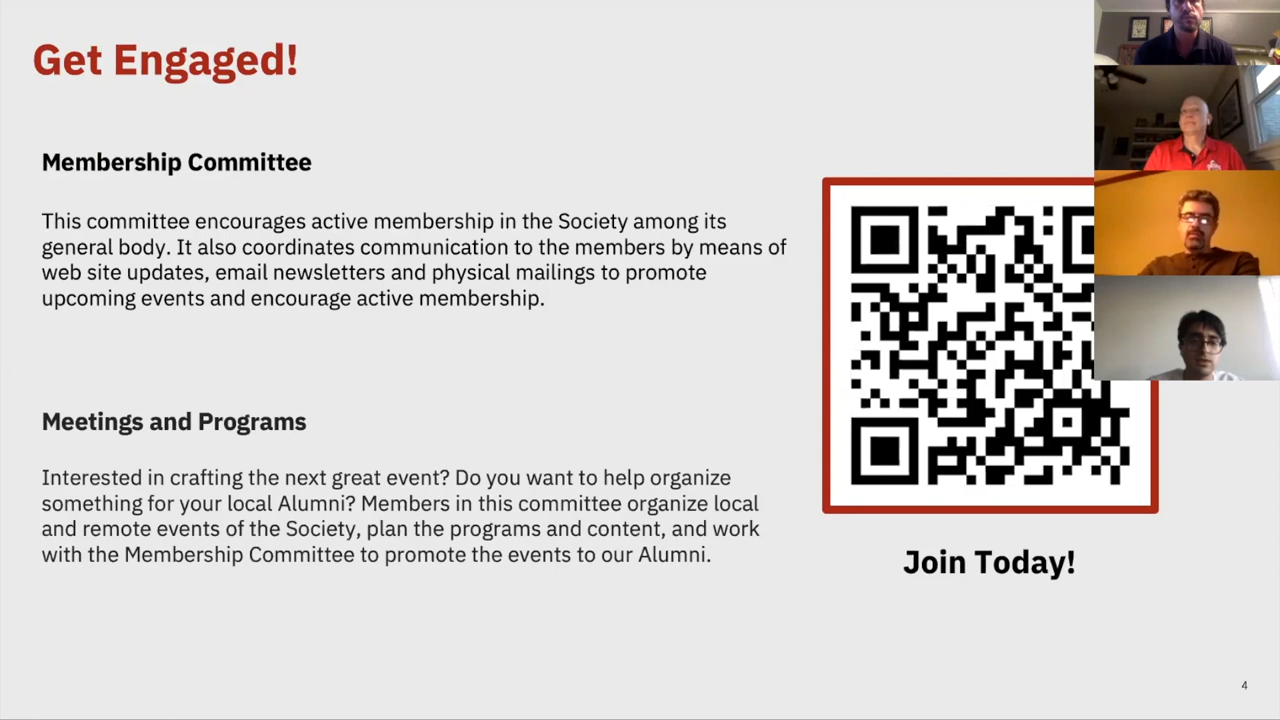 Get Engaged!
Membership Committee
This committee encourages active membership in the Society among its
general body. It also coordinates communication to the members by means of
web site updates, email newsletters and physical mailings to promote
upcoming events and encourage active membership.
Meetings and Programs
Interested in crafting the next great event? Do you want to help organize
something for your local Alumni? Members in this committee organize local
and remote events of the Society, plan the programs and content, and work
with the Membership Committee to promote the events to our Alumni.
Join Today!
4